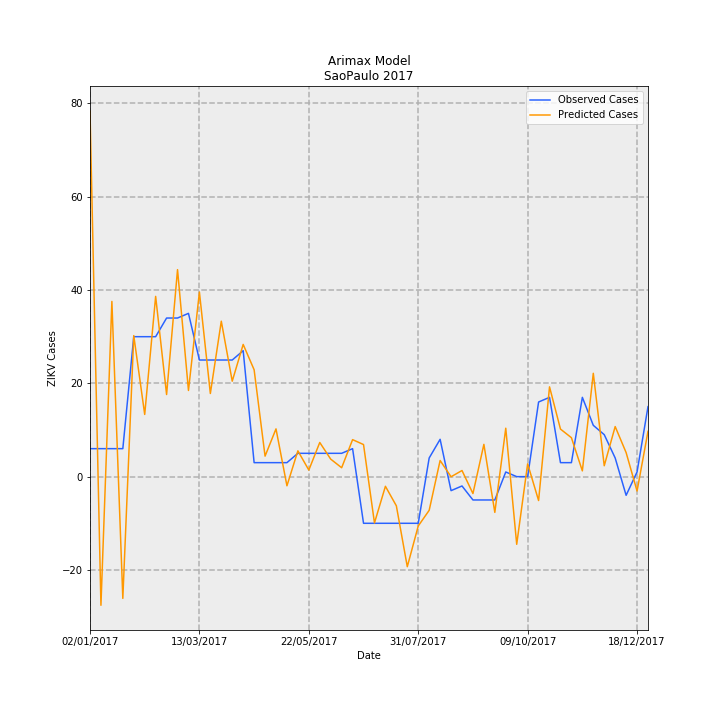 Arimax Model
SaoPaulo 2017
Observed Cases
Predicted Cases
80
60
40
20
0
−20
ZIKV Cases
02/01/2017 13/03/2017 22/05/2017 31/07/2017 09/10/2017 18/12/2017
Date